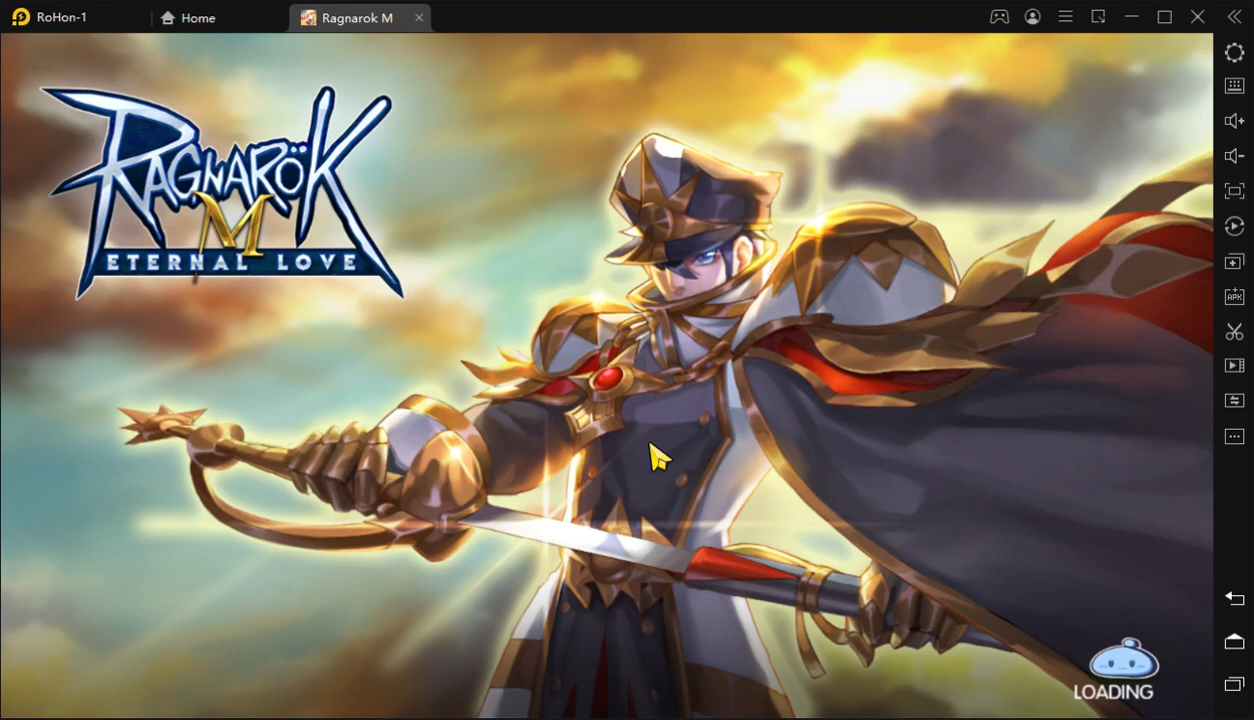 RoHon-1
Home
Ragnarok M
RAGNARÖK
M
ETERNAL LOVE
APK
LOADING